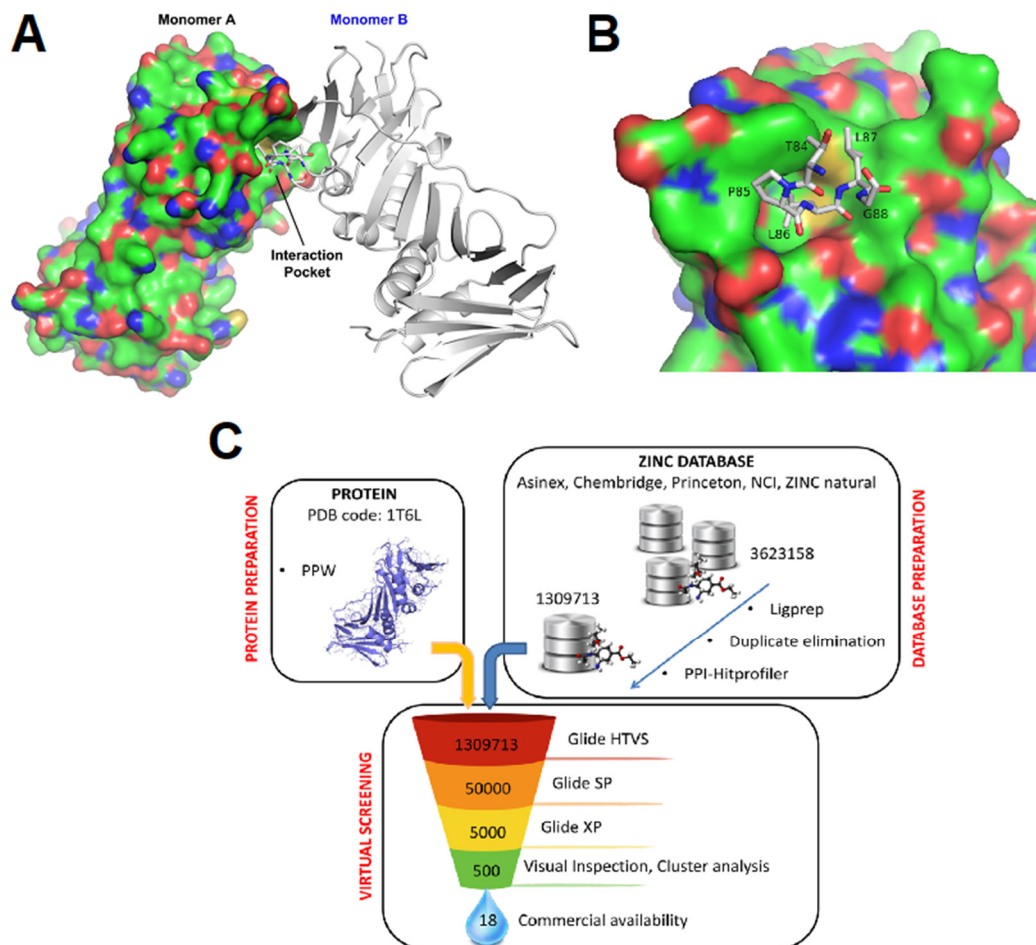 A
Monomer A
Monomer B
Interaction
Pocket
B
T84
L87
P85
G88
L86
C
PROTEIN PREPARATION
PROTEIN
PDB code: 1T6L
• PPW
ZINC DATABASE
Asinex, Chembridge, Princeton, NCI, ZINC natural
3623158
1309713
• Ligprep
• Duplicate elimination
• PPI-Hitprofiler
DATABASE PREPARATION
VIRTUAL SCREENING
1309713 Glide HTVS
50000 Glide SP
5000 Glide XP
500 Visual Inspection, Cluster analysis
18 Commercial availability